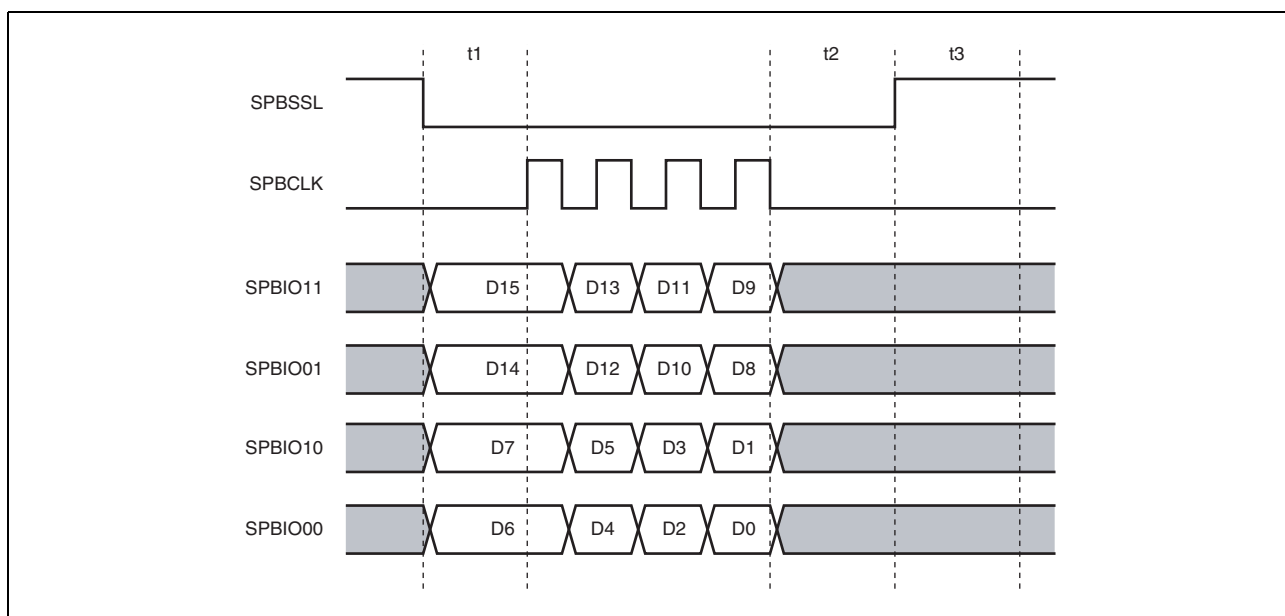 t1 t2 t3
SPBSSL
SPBCLK
SPBIO11 D15 D13 D11 D9
SPBIO01 D14 D12 D10 D8
SPBIO10 D7 D5 D3 D1
SPBIO00 D6 D4 D2 D0